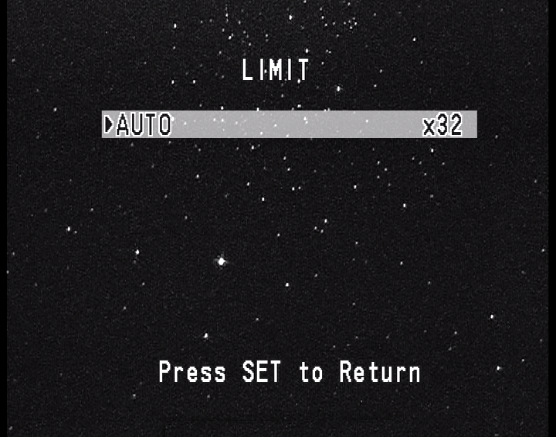 LIMIT
AUTO x32
Press SET to Return